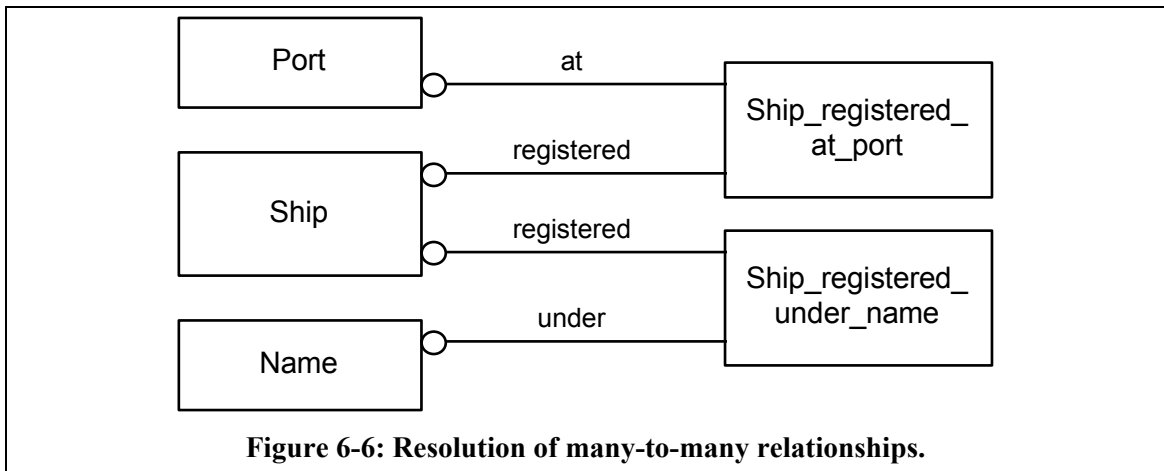 Port
at
Ship_registered_
at_port
registered
Ship
registered
Ship_registered_
under_name
under
Name
Figure 6-6: Resolution of many-to-many relationships.